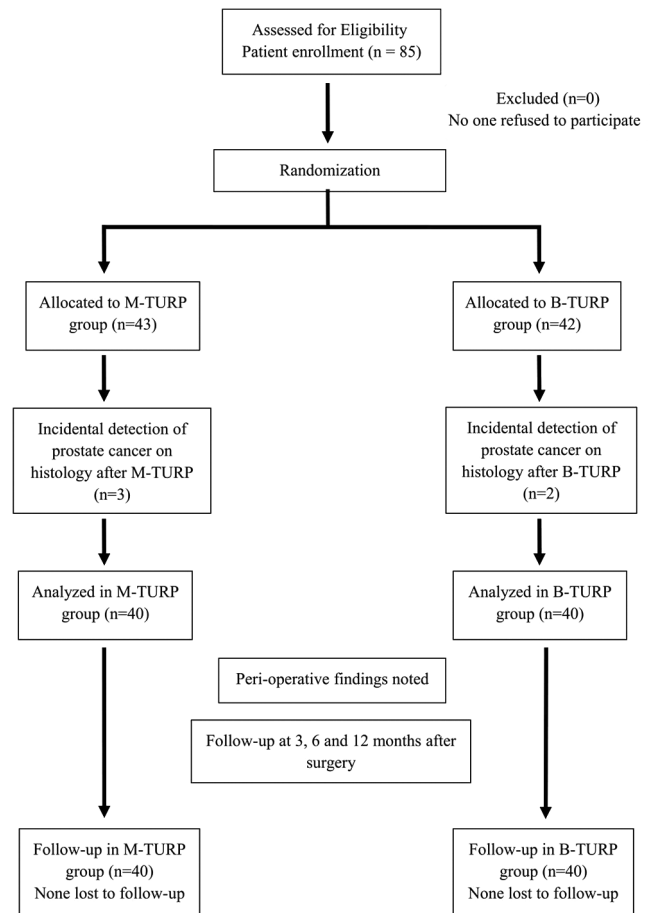 Assessed for Eligibility
Patient enrollment (n = 85)
Excluded (n=0)
No one refused to participate
Randomization
Allocated to M-TURP
group (n=43)
Allocated to B-TURP
group (n=42)
Incidental detection of
prostate cancer on
histology after M-TURP
(n=3)
Incidental detection of
prostate cancer on
histology after B-TURP
(n=2)
Analyzed in M-TURP
group (n=40)
Analyzed in B-TURP
group (n=40)
Peri-operative findings noted
Follow-up at 3, 6 and 12 months after
surgery
Follow-up in M-TURP
group (n=40)
None lost to follow-up
Follow-up in B-TURP
group (n=40)
None lost to follow-up